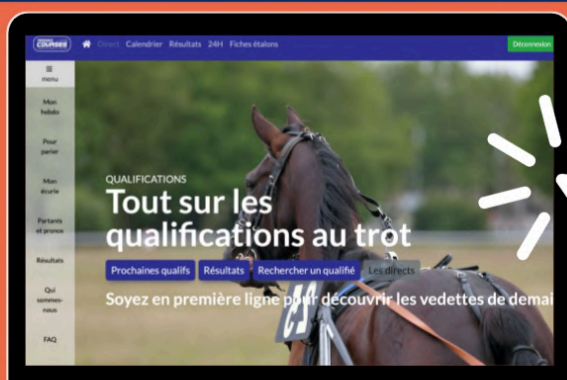 COURSES
Direct Calendrier Résultats 24H Fiches étalons
Déconnexion
menu
Mon
hebdo
Pour
parier
Mon
écurie
Partants
et pronos
Résultats
Qui
sommes-
nous
FAQ
QUALIFICATIONS
Tout sur les
qualifications au trot
Prochaines qualifs Résultats Rechercher un qualifié Les directs
Soyez en première ligne pour découvrir les vedettes de demai